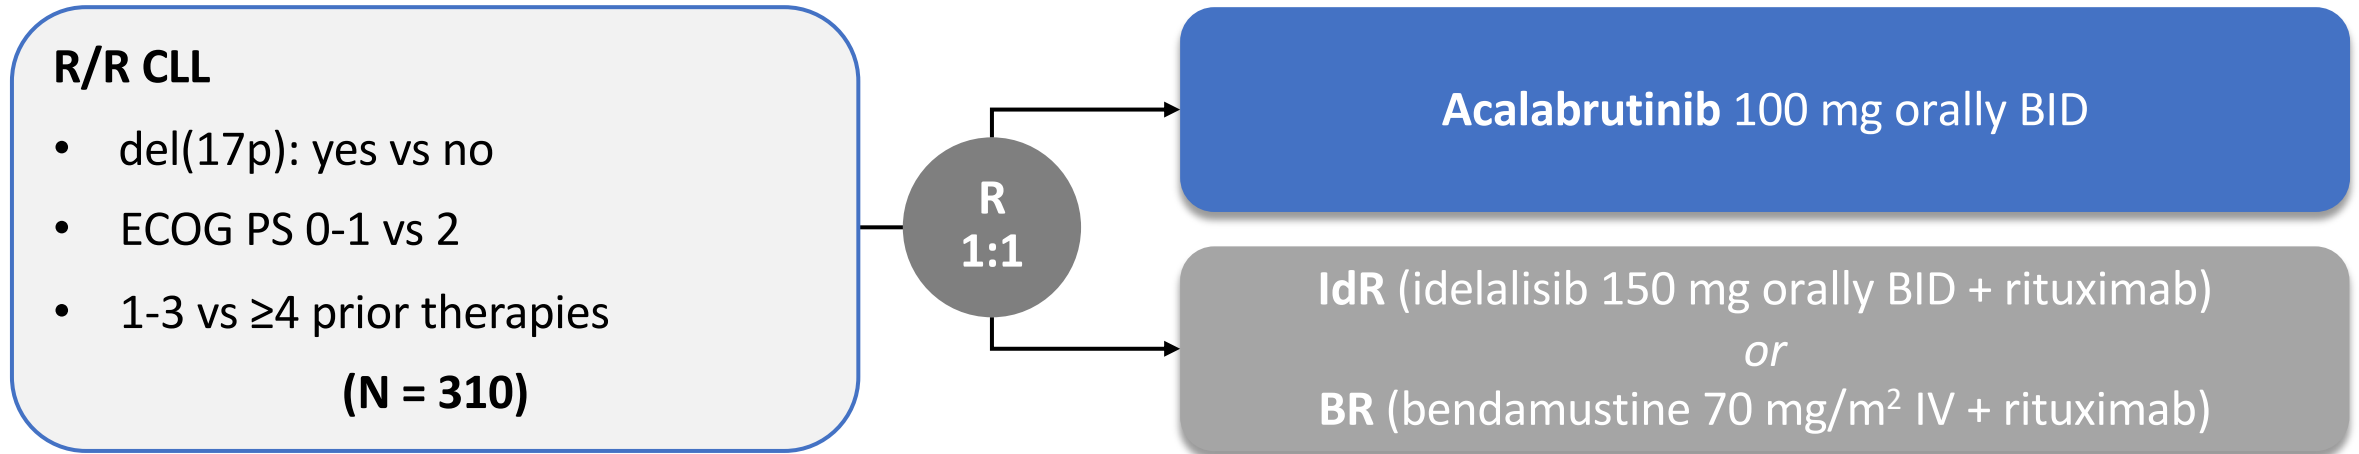 R/R CLL
• del(17p): yes vs no
• ECOG PS 0-1 vs 2
• 1-3 vs ≥4 prior therapies
(N = 310)
R
1:1
Acalabrutinib 100 mg orally BID
IdR (idelalisib 150 mg orally BID + rituximab)
or
BR (bendamustine 70 mg/m² IV + rituximab)